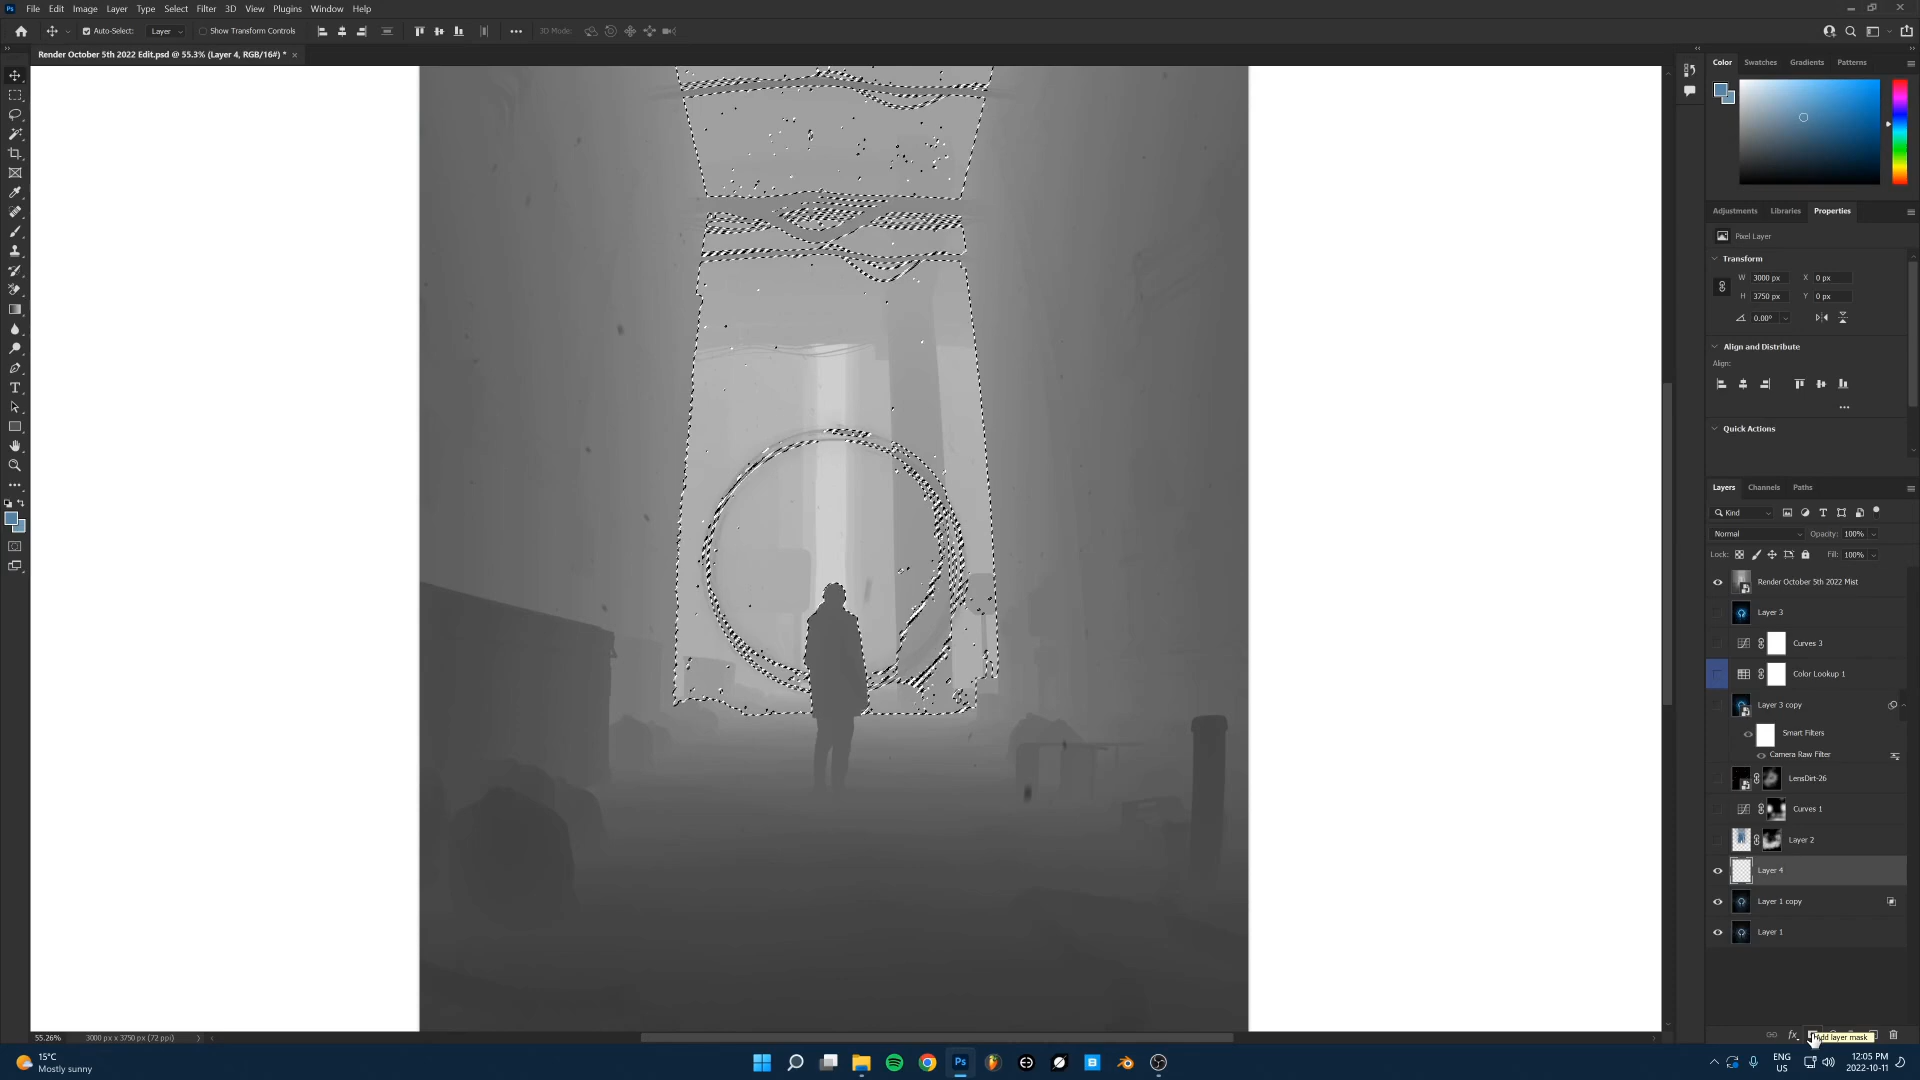 Ps File Edit Image Layer Type Select Filter 3D View Plugins Window Help
Auto-Select: Layer Show Transform Controls 3D Mode:
Render October 5th 2022 Edit.psd @ 55.3% (Layer 4, RGB/16#) *
Color Swatches Gradients Patterns
Adjustments Libraries Properties
Pixel Layer
Transform
W 3000 px X 0 px
H 3750 px Y 0 px
0.00°
Align and Distribute
Align:
Quick Actions
Layers Channels Paths
Kind
Normal Opacity: 100%
Lock: Fill: 100%
Render October 5th 2022 Mist
Layer 3
Curves 3
Color Lookup 1
Layer 3 copy
Smart Filters
Camera Raw Filter
LensDirt-26
Curves 1
Layer 2
Layer 4
Layer 1 copy
Layer 1
fx
layer mask
55.26% 3000 px x 3750 px (72 ppi)
15°C
Mostly sunny
Ps
ENG
US
12:05 PM
2022-10-11